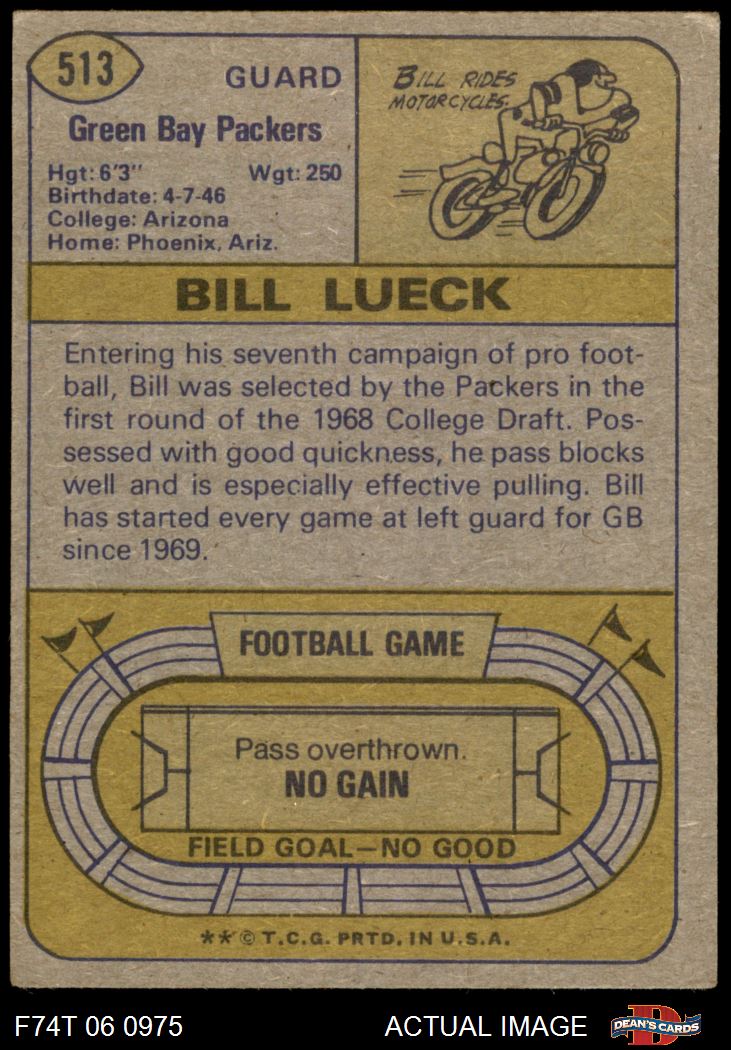 513
GUARD
Green Bay Packers
Hgt: 6'3" Wgt: 250
Birthdate: 4-7-46
College: Arizona
Home: Phoenix, Ariz.
BILL RIDES
MOTORCYCLES.
BILL LUECK
Entering his seventh campaign of pro foot-
ball, Bill was selected by the Packers in the
first round of the 1968 College Draft. Pos-
sessed with good quickness, he pass blocks
well and is especially effective pulling. Bill
has started every game at left guard for GB
since 1969.
FOOTBALL GAME
Pass overthrown.
NO GAIN
FIELD GOAL—NO GOOD
** © T.C.G. PRTD. IN U.S.A.
F74T 06 0975 ACTUAL IMAGE
D
DEAN'S CARDS